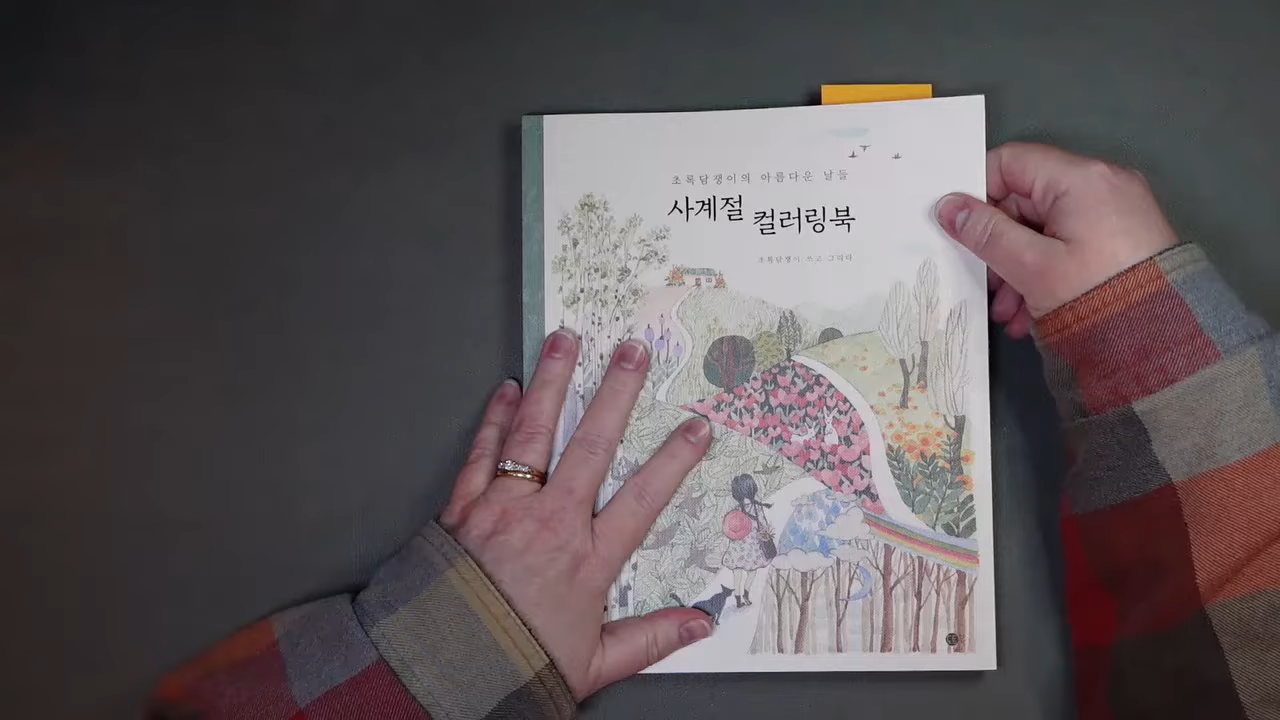 초록담쟁이의 아름다운 날들
사계절
컬러링북
초록담쟁이 쓰고 그리다